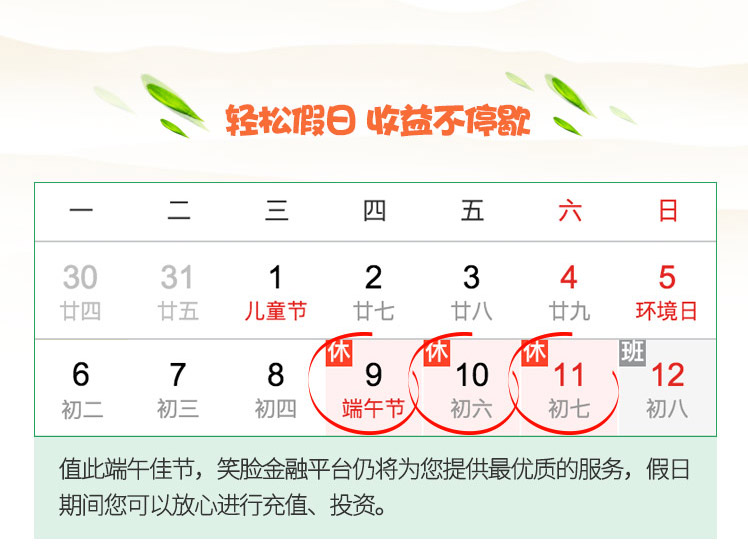 轻松假日 收益不停歇
一 二 三 四 五 六 日
30 31 1 2 3 4 5
廿四 廿五 儿童节 廿七 廿八 廿九 环境日
休 休 休 班
6 7 8 9 10 11 12
初二 初三 初四 端午节 初六 初七 初八
值此端午佳节，笑脸金融平台仍将为您提供最优质的服务，假日
期间您可以放心进行充值、投资。